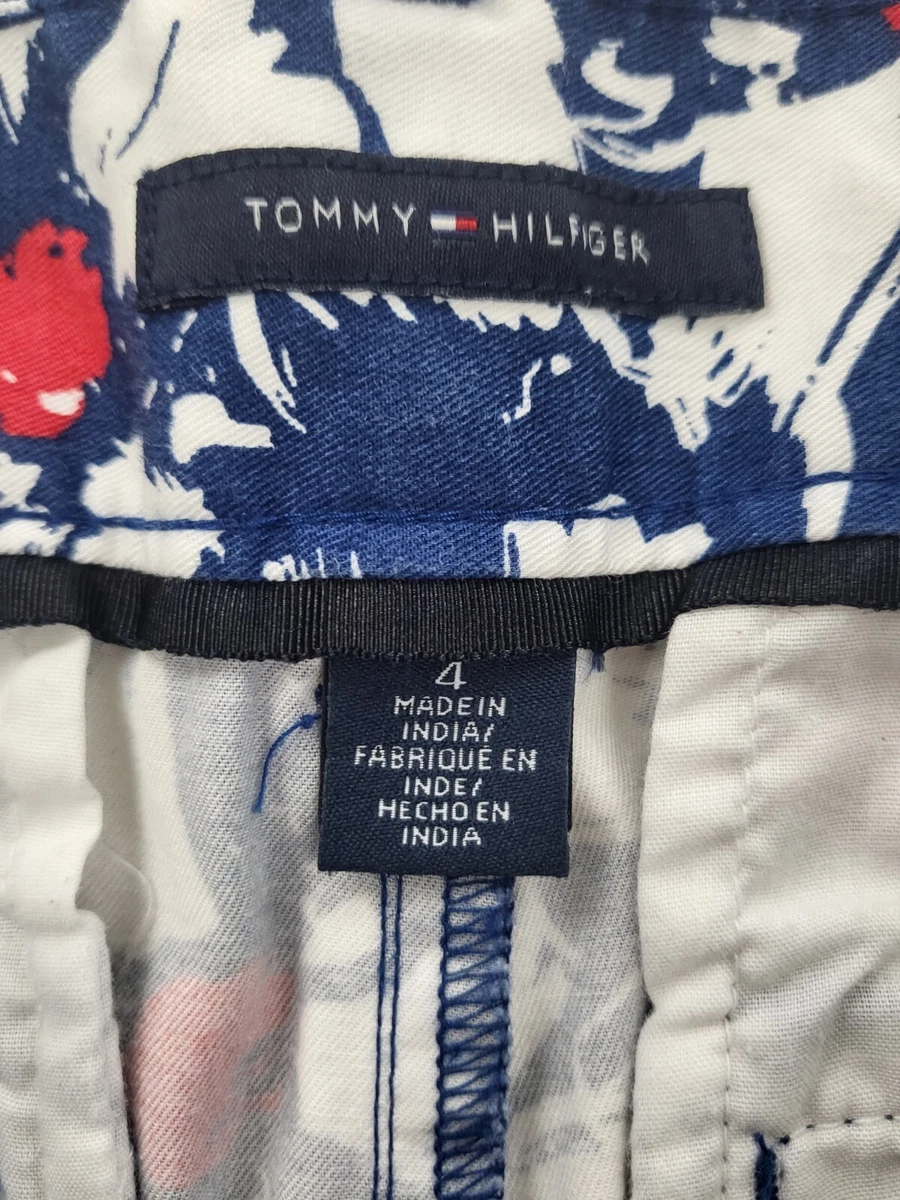 TOMMY HILFIGER
4
MADE IN
INDIA/
FABRIQUÉ EN
INDE/
HECHO EN
INDIA